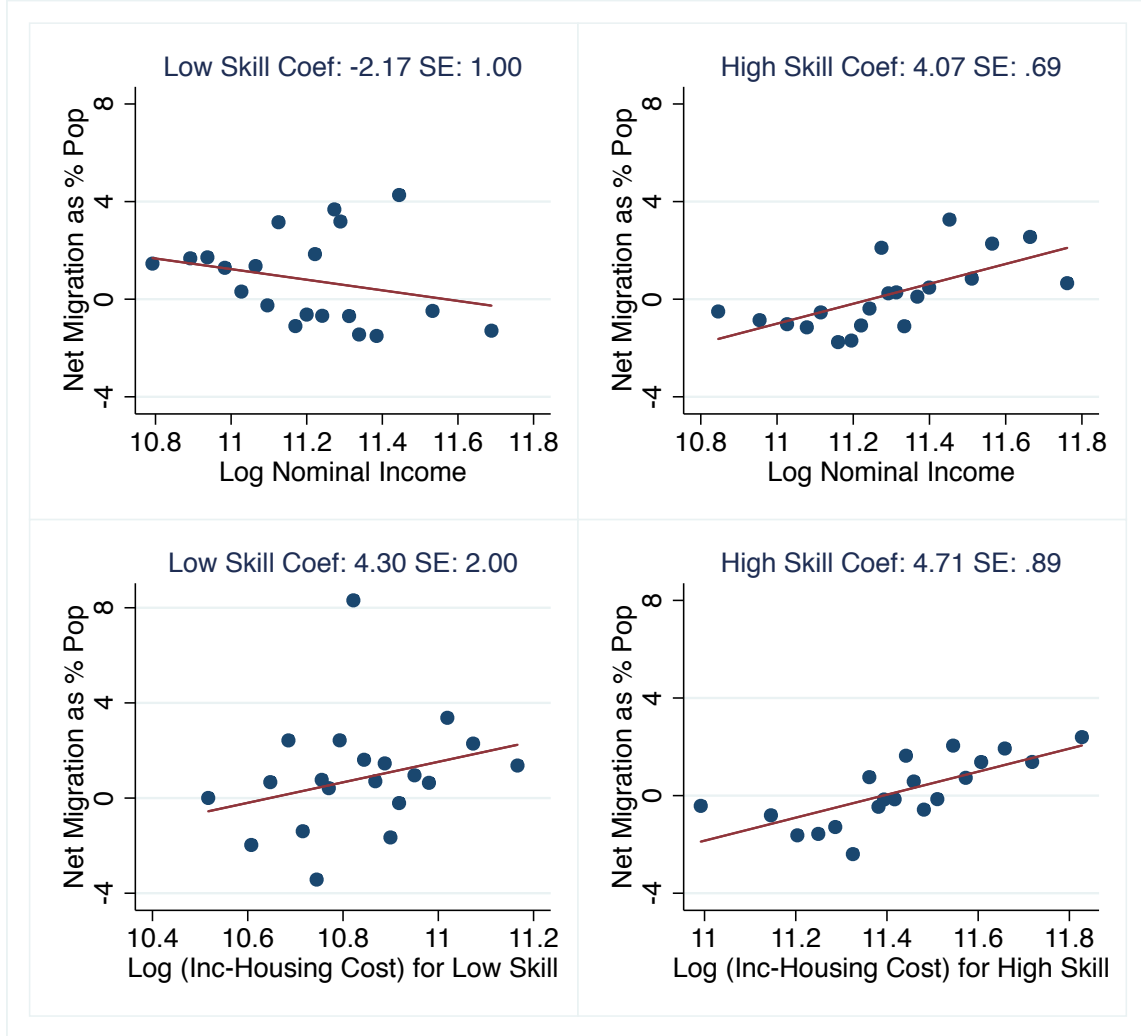 Low Skill Coef: -2.17 SE: 1.00
Net Migration as % Pop
8
4
0
-4
10.8 11 11.2 11.4 11.6 11.8
Log Nominal Income
High Skill Coef: 4.07 SE: .69
Net Migration as % Pop
8
4
0
-4
10.8 11 11.2 11.4 11.6 11.8
Log Nominal Income
Low Skill Coef: 4.30 SE: 2.00
Net Migration as % Pop
8
4
0
-4
10.4 10.6 10.8 11 11.2
Log (Inc-Housing Cost) for Low Skill
High Skill Coef: 4.71 SE: .89
Net Migration as % Pop
8
4
0
-4
11 11.2 11.4 11.6 11.8
Log (Inc-Housing Cost) for High Skill